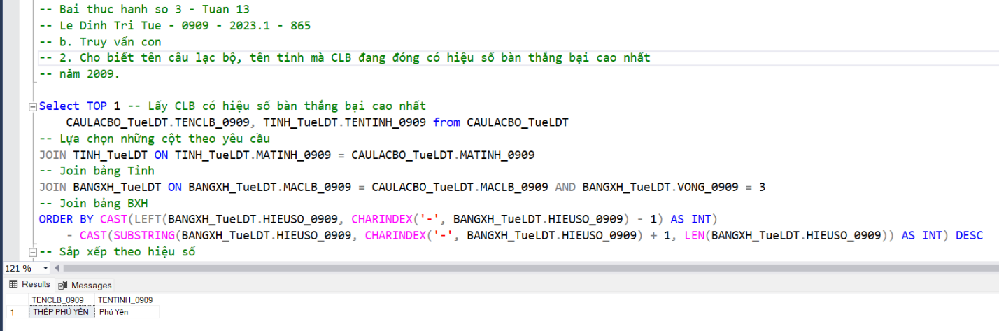 -- Bai thuc hanh so 3 - Tuan 13
-- Le Dinh Tri Tue - 0909 - 2023.1 - 865
-- b. Truy vấn con
-- 2. Cho biết tên câu lạc bộ, tên tỉnh mà CLB đang đóng có hiệu số bàn thắng bại cao nhất
-- năm 2009.
Select TOP 1 -- Lấy CLB có hiệu số bàn thắng bại cao nhất
CAULACBO_TueLDT.TENCLB_0909, TINH_TueLDT.TENTINH_0909 from CAULACBO_TueLDT
-- Lựa chọn những cột theo yêu cầu
JOIN TINH_TueLDT ON TINH_TueLDT.MATINH_0909 = CAULACBO_TueLDT.MATINH_0909
-- Join bảng Tỉnh
JOIN BANGXH_TueLDT ON BANGXH_TueLDT.MACLB_0909 = CAULACBO_TueLDT.MACLB_0909 AND BANGXH_TueLDT.VONG_0909 = 3
-- Join bảng BXH
ORDER BY CAST(LEFT(BANGXH_TueLDT.HIEUSO_0909, CHARINDEX('-', BANGXH_TueLDT.HIEUSO_0909) - 1) AS INT)
- CAST(SUBSTRING(BANGXH_TueLDT.HIEUSO_0909, CHARINDEX('-', BANGXH_TueLDT.HIEUSO_0909) + 1, LEN(BANGXH_TueLDT.HIEUSO_0909)) AS INT) DESC
-- Sắp xếp theo hiệu số
121 %
Results Messages
TENCLB_0909 TENTINH_0909
1 THÉP PHÚ YÊN Phú Yên